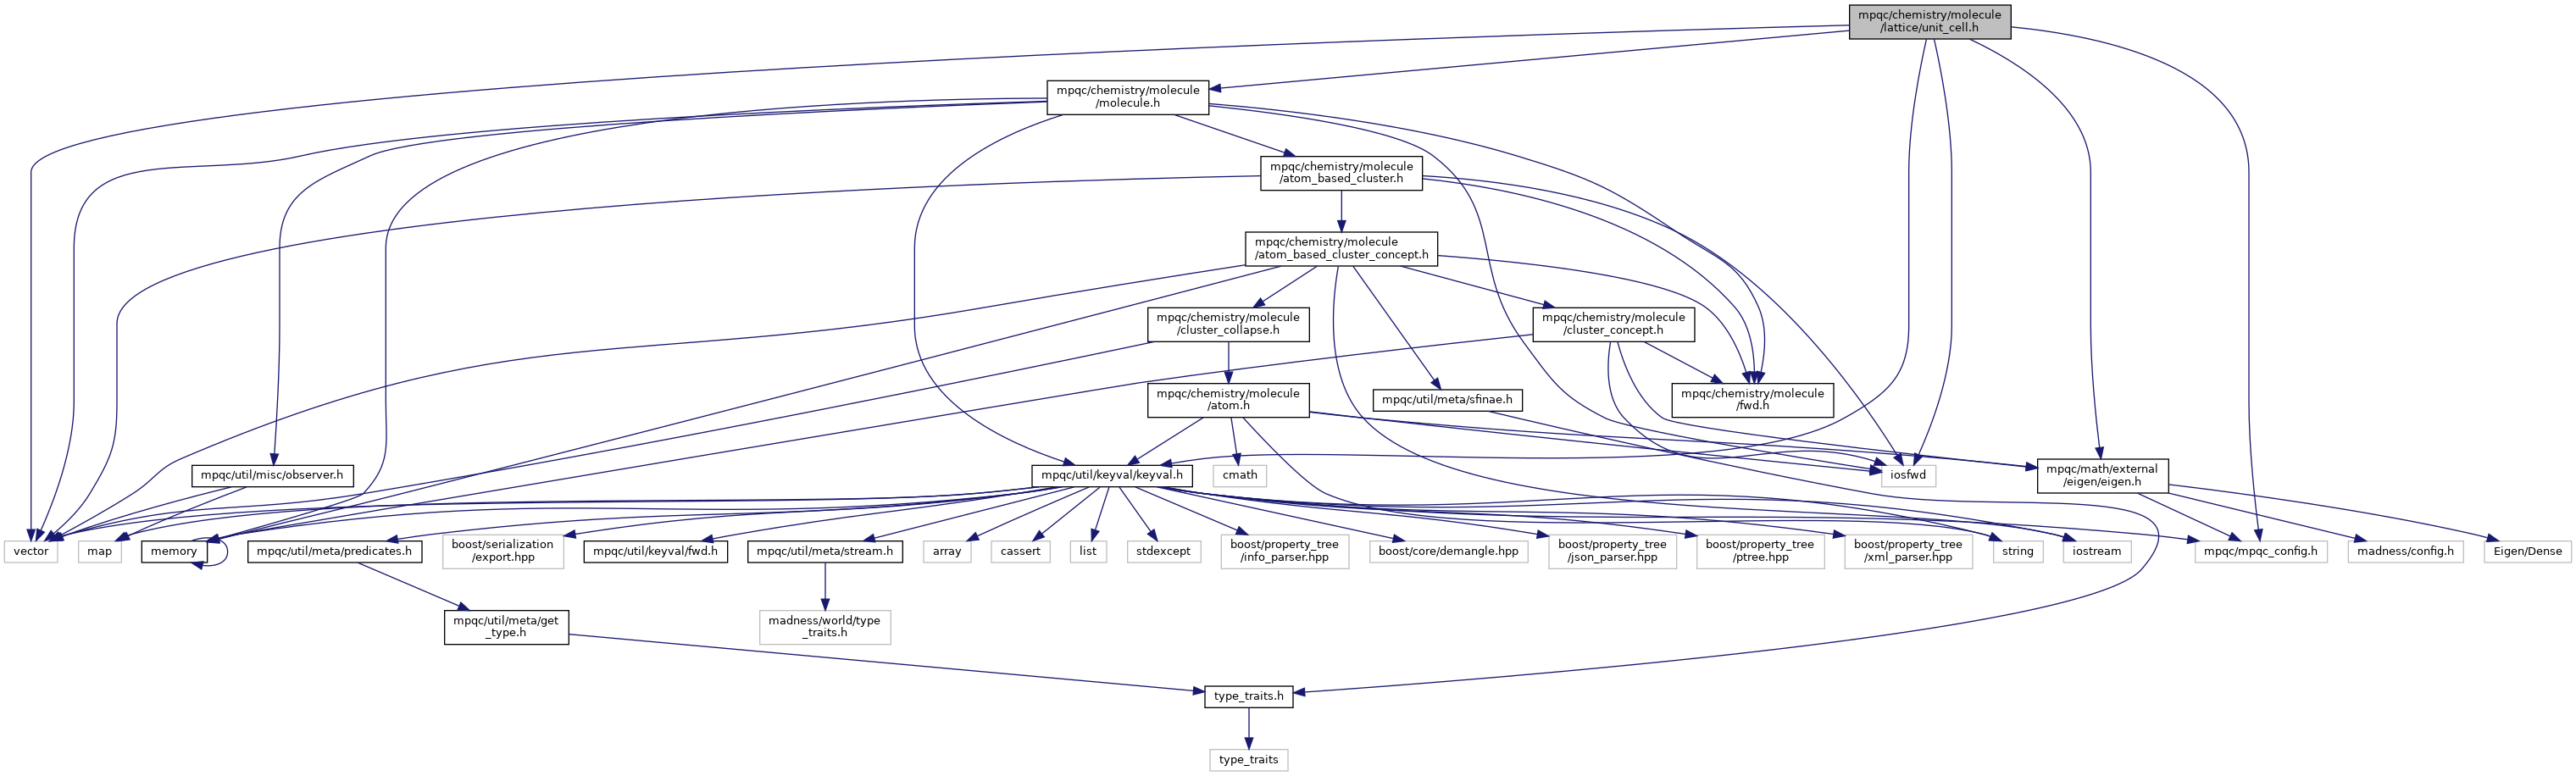 mpqc/chemistry/molecule
/lattice/unit_cell.h
mpqc/chemistry/molecule
/molecule.h
mpqc/chemistry/molecule
/atom_based_cluster.h
mpqc/chemistry/molecule
/atom_based_cluster_concept.h
mpqc/chemistry/molecule
/cluster_collapse.h
mpqc/chemistry/molecule
/cluster_concept.h
mpqc/chemistry/molecule
/atom.h
mpqc/util/meta/sfinae.h
mpqc/chemistry/molecule
/fwd.h
mpqc/util/misc/observer.h
mpqc/util/keyval/keyval.h
cmath
iosfwd
mpqc/math/external
/eigen/eigen.h
vector
map
memory
mpqc/util/meta/predicates.h
boost/serialization
/export.hpp
mpqc/util/keyval/fwd.h
mpqc/util/meta/stream.h
array
cassert
list
stdexcept
boost/property_tree
/info_parser.hpp
boost/core/demangle.hpp
boost/property_tree
/json_parser.hpp
boost/property_tree
/ptree.hpp
boost/property_tree
/xml_parser.hpp
string
iostream
mpqc/mpqc_config.h
madness/config.h
Eigen/Dense
mpqc/util/meta/get
_type.h
madness/world/type
_traits.h
type_traits.h
type_traits